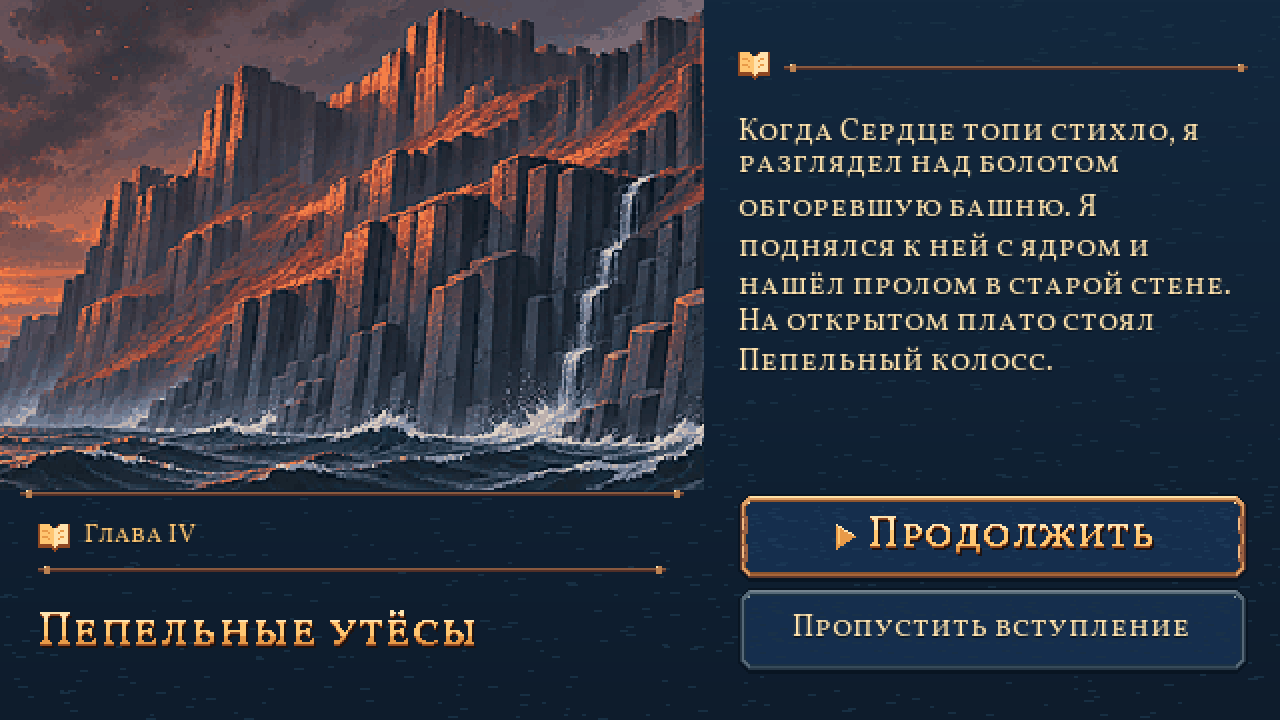 Глава IV
Пепельные утёсы
Когда Сердце топи стихло, я
разглядел над болотом
обгоревшую башню. Я
поднялся к ней с ядром и
нашёл пролом в старой стене.
На открытом плато стоял
Пепельный колосс.
Продолжить
Пропустить вступление